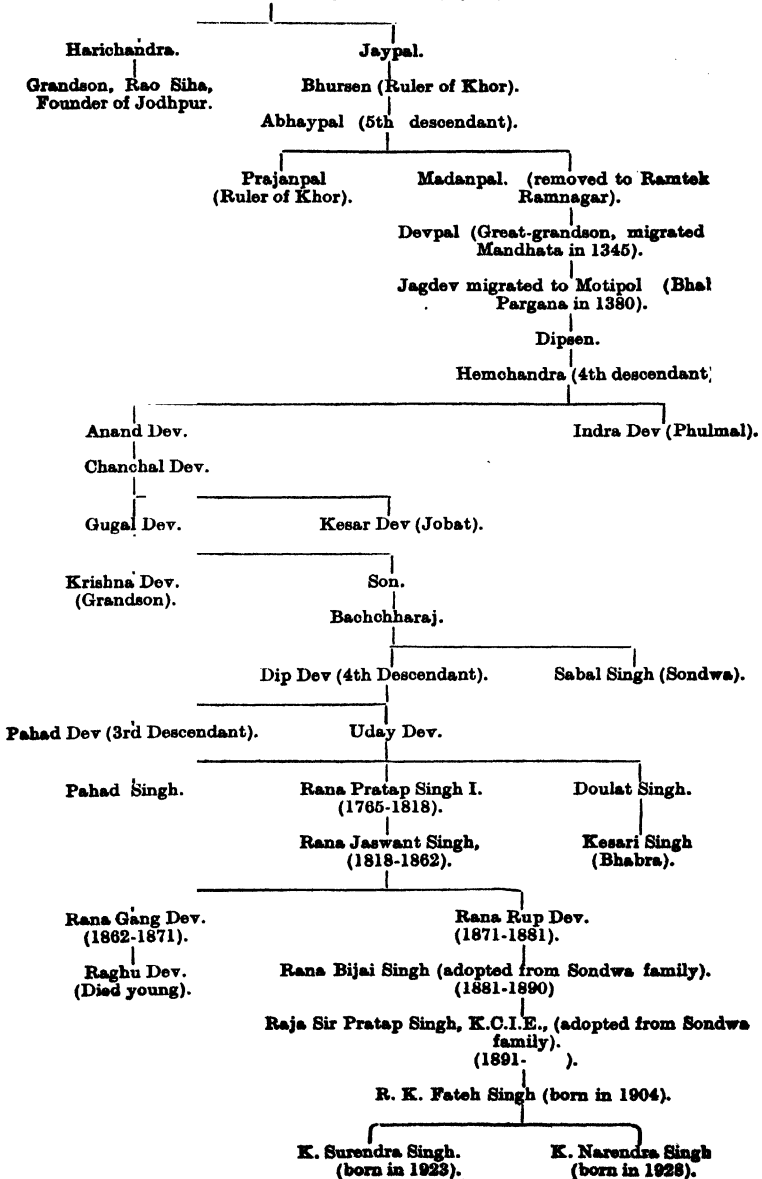 Harichandra. Jaypal.
Grandson, Rao Siha, Bhursen (Ruler of Khor).
Founder of Jodhpur.
Abhaypal (5th descendant).
Prajanpal Madanpal. (removed to Ramtek
(Ruler of Khor). Ramnagar).
Devpal (Great-grandson, migrated
Mandhata in 1345).
Jagdev migrated to Motipol (Bhal
Pargana in 1380).
Dipsen.
Hemchandra (4th descendant)
Anand Dev. Indra Dev (Phulmal).
Chanchal Dev.
Gugal Dev. Kesar Dev (Jobat).
Krishna Dev. Son.
(Grandson).
Bachchharaj.
Dip Dev (4th Descendant). Sabal Singh (Sondwa).
Pahad Dev (3rd Descendant). Uday Dev.
Pahad Singh. Rana Pratap Singh I. Doulat Singh.
(1765-1818).
Rana Jaswant Singh, Kesari Singh
(1818-1862). (Bhabra).
Rana Gang Dev. Rana Rup Dev.
(1862-1871). (1871-1881).
Raghu Dev. Rana Bijai Singh (adopted from Sondwa family).
(Died young). (1881-1890)
Raja Sir Pratap Singh, K.C.I.E., (adopted from Sondwa
family).
(1891- ).
R. K. Fateh Singh (born in 1904).
K. Surendra Singh. K. Narendra Singh
(born in 1923). (born in 1928).